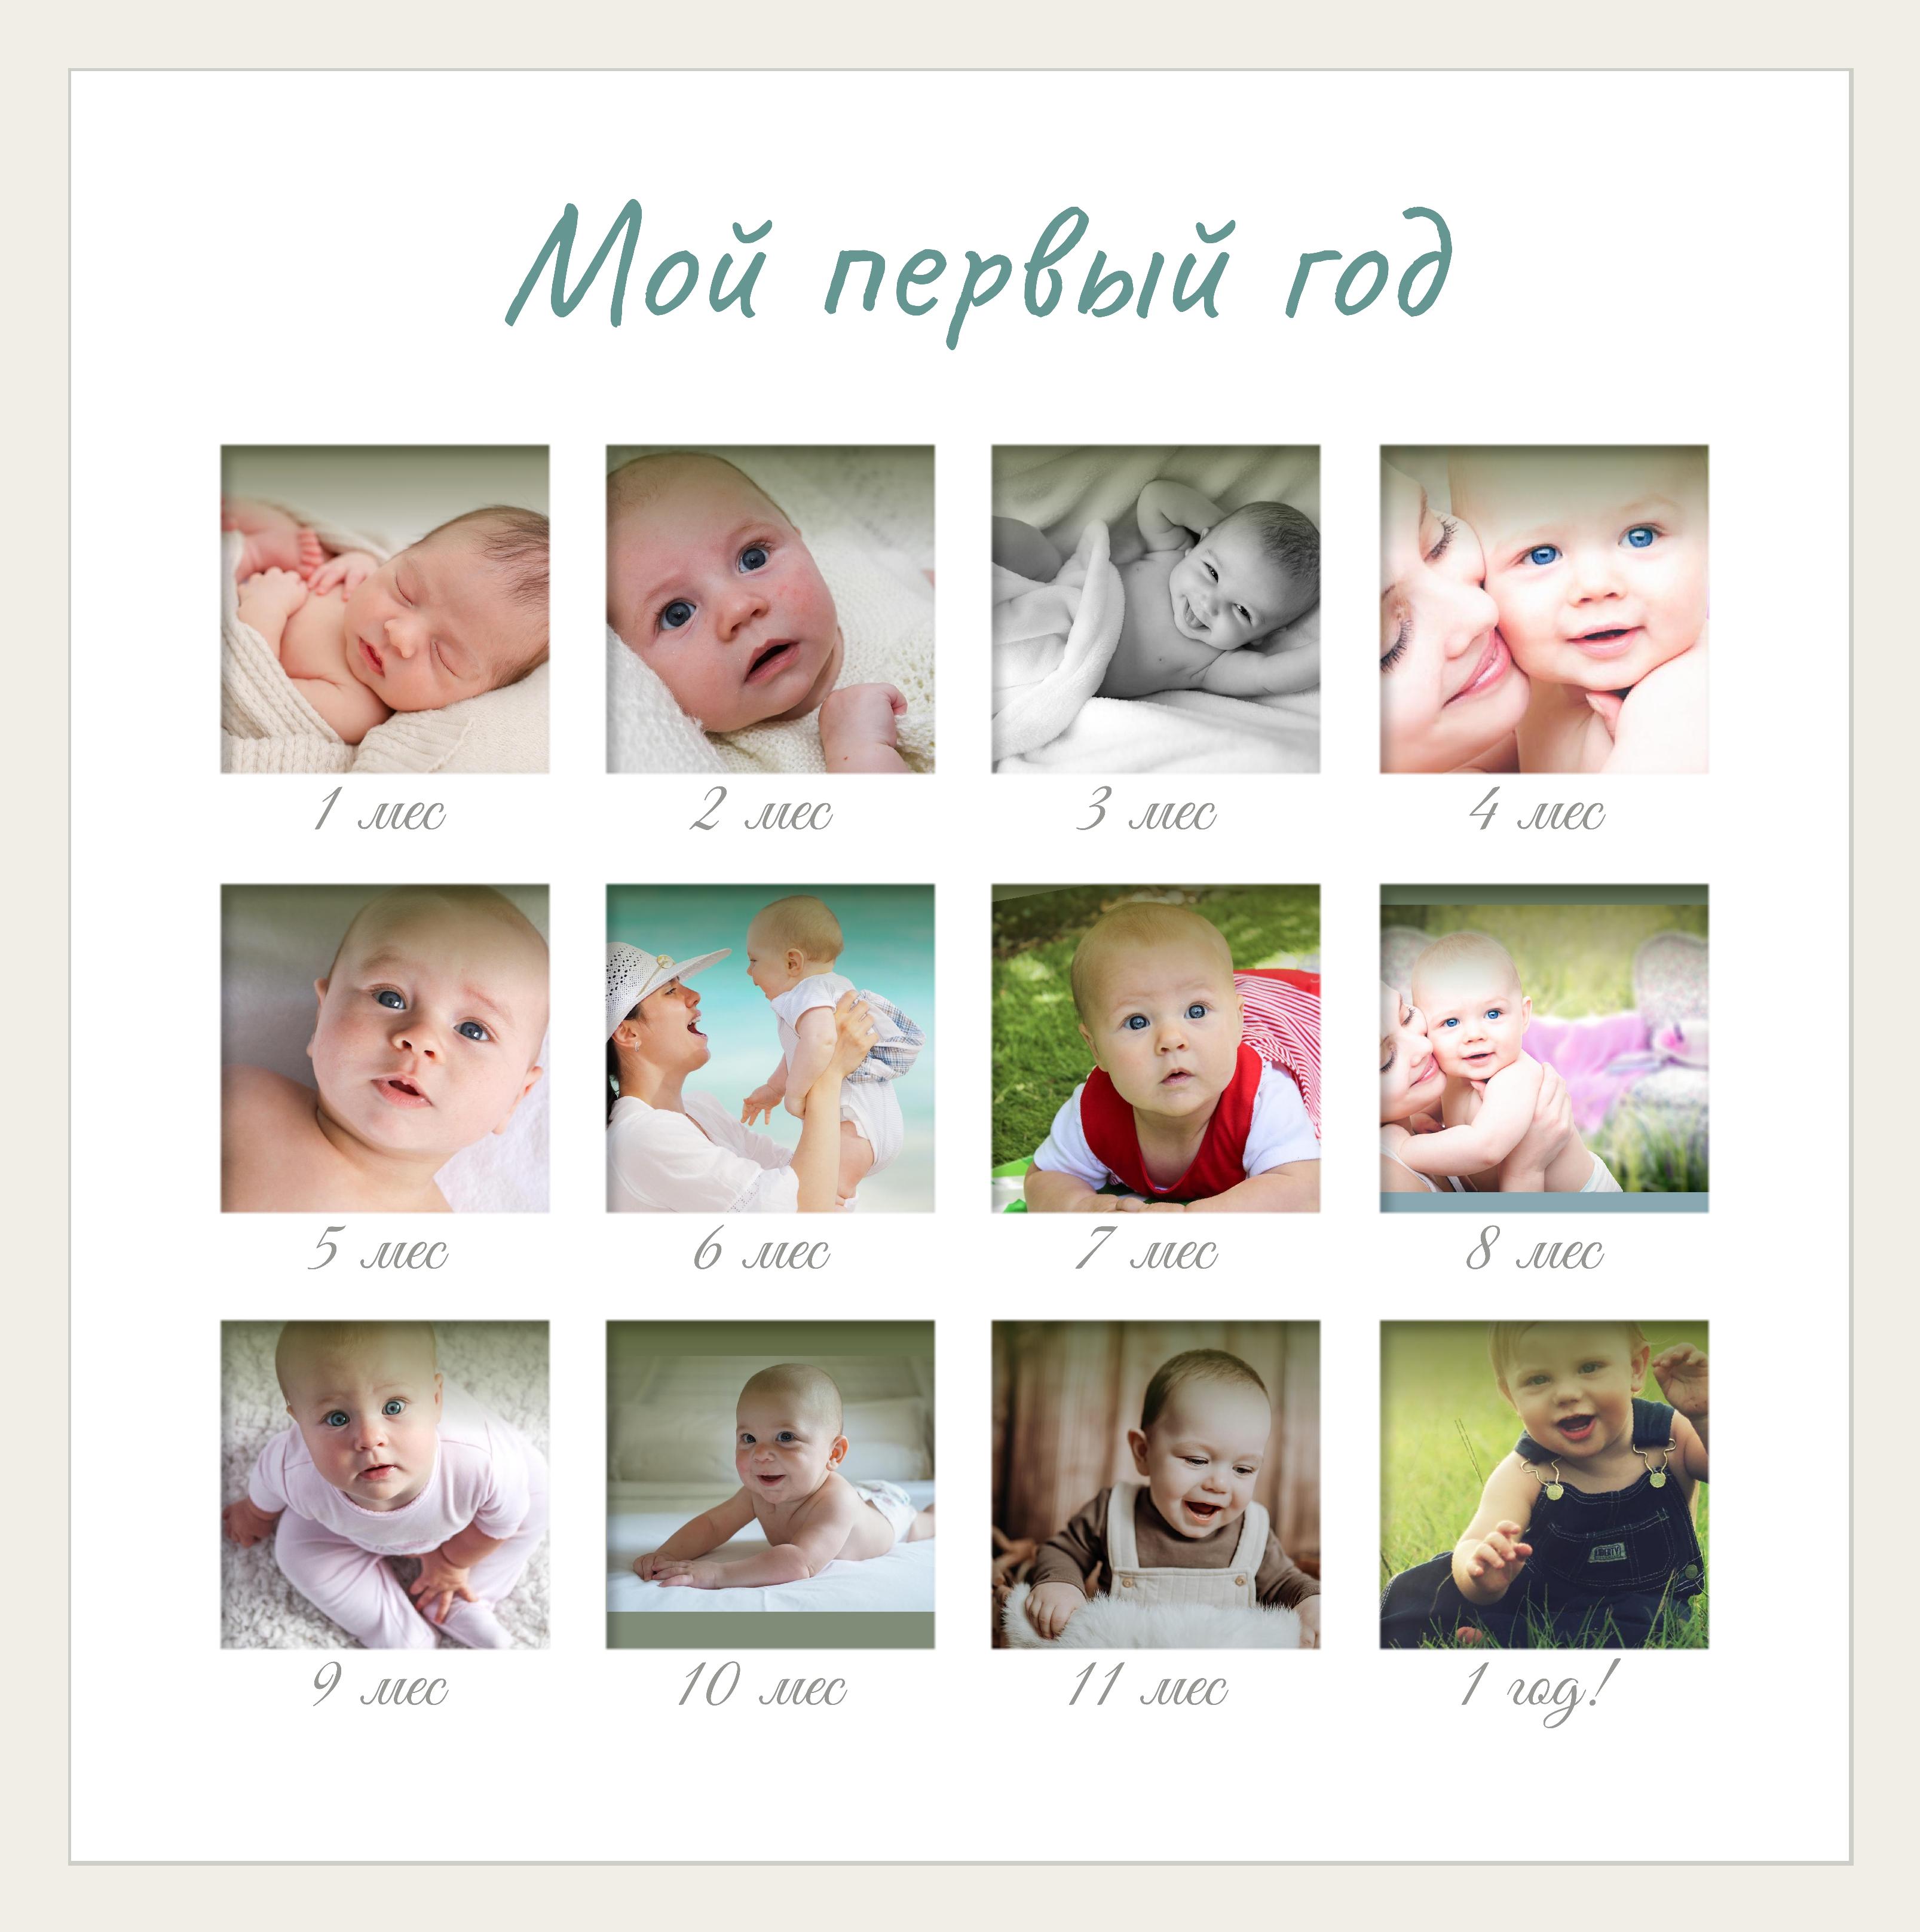 Мой первый год
1 мес 2 мес 3 мес 4 мес
5 мес 6 мес 7 мес 8 мес
9 мес 10 мес 11 мес 1 год!